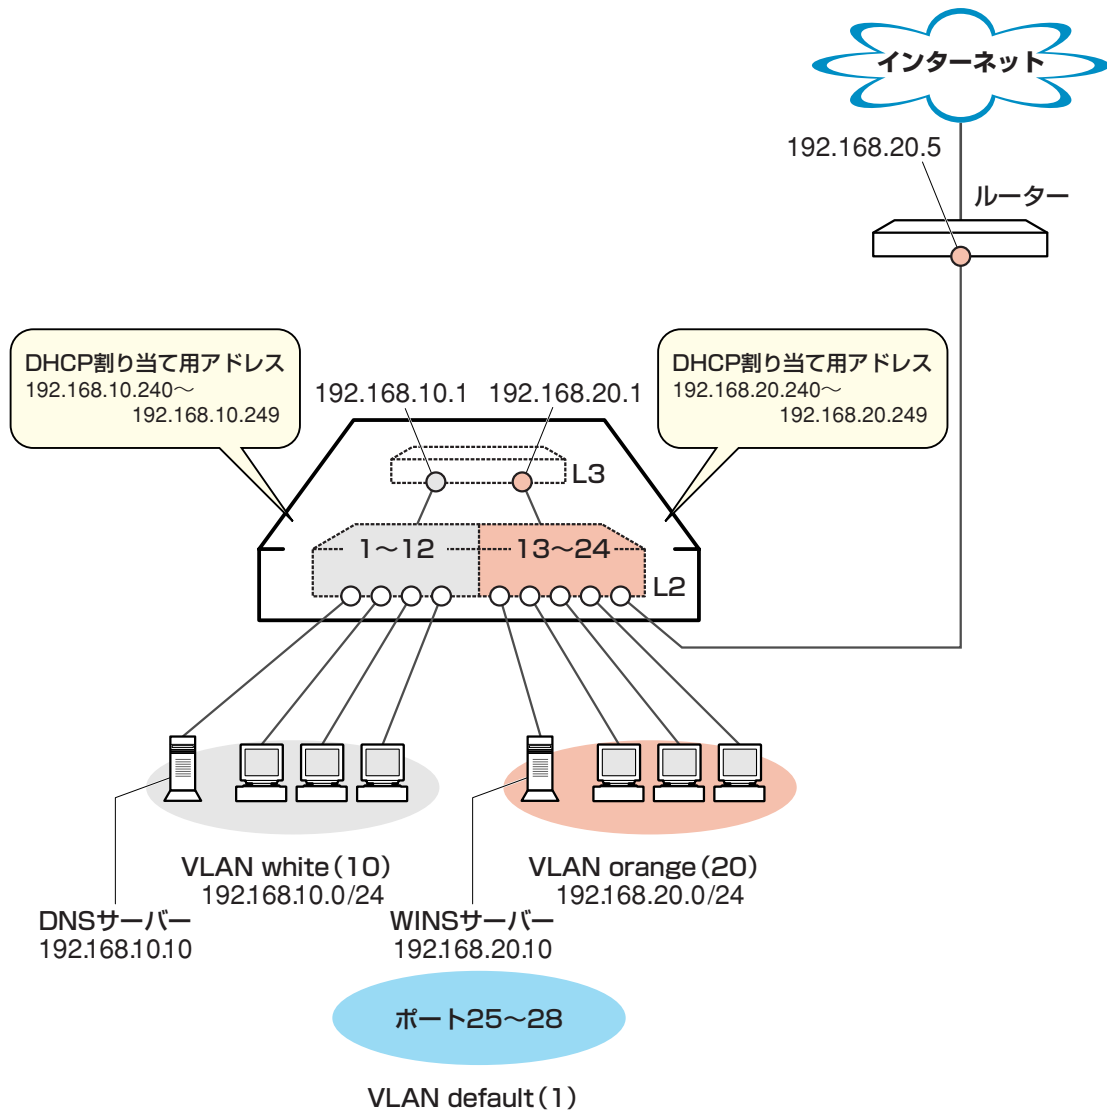 インターネット
192.168.20.5
ルーター
DHCP割り当て用アドレス
192.168.10.240〜
192.168.10.249
192.168.10.1
192.168.20.1
DHCP割り当て用アドレス
192.168.20.240〜
192.168.20.249
L3
1〜12
13〜24
L2
VLAN white(10)
192.168.10.0/24
VLAN orange(20)
192.168.20.0/24
DNSサーバー
192.168.10.10
WINSサーバー
192.168.20.10
ポート25〜28
VLAN default(1)